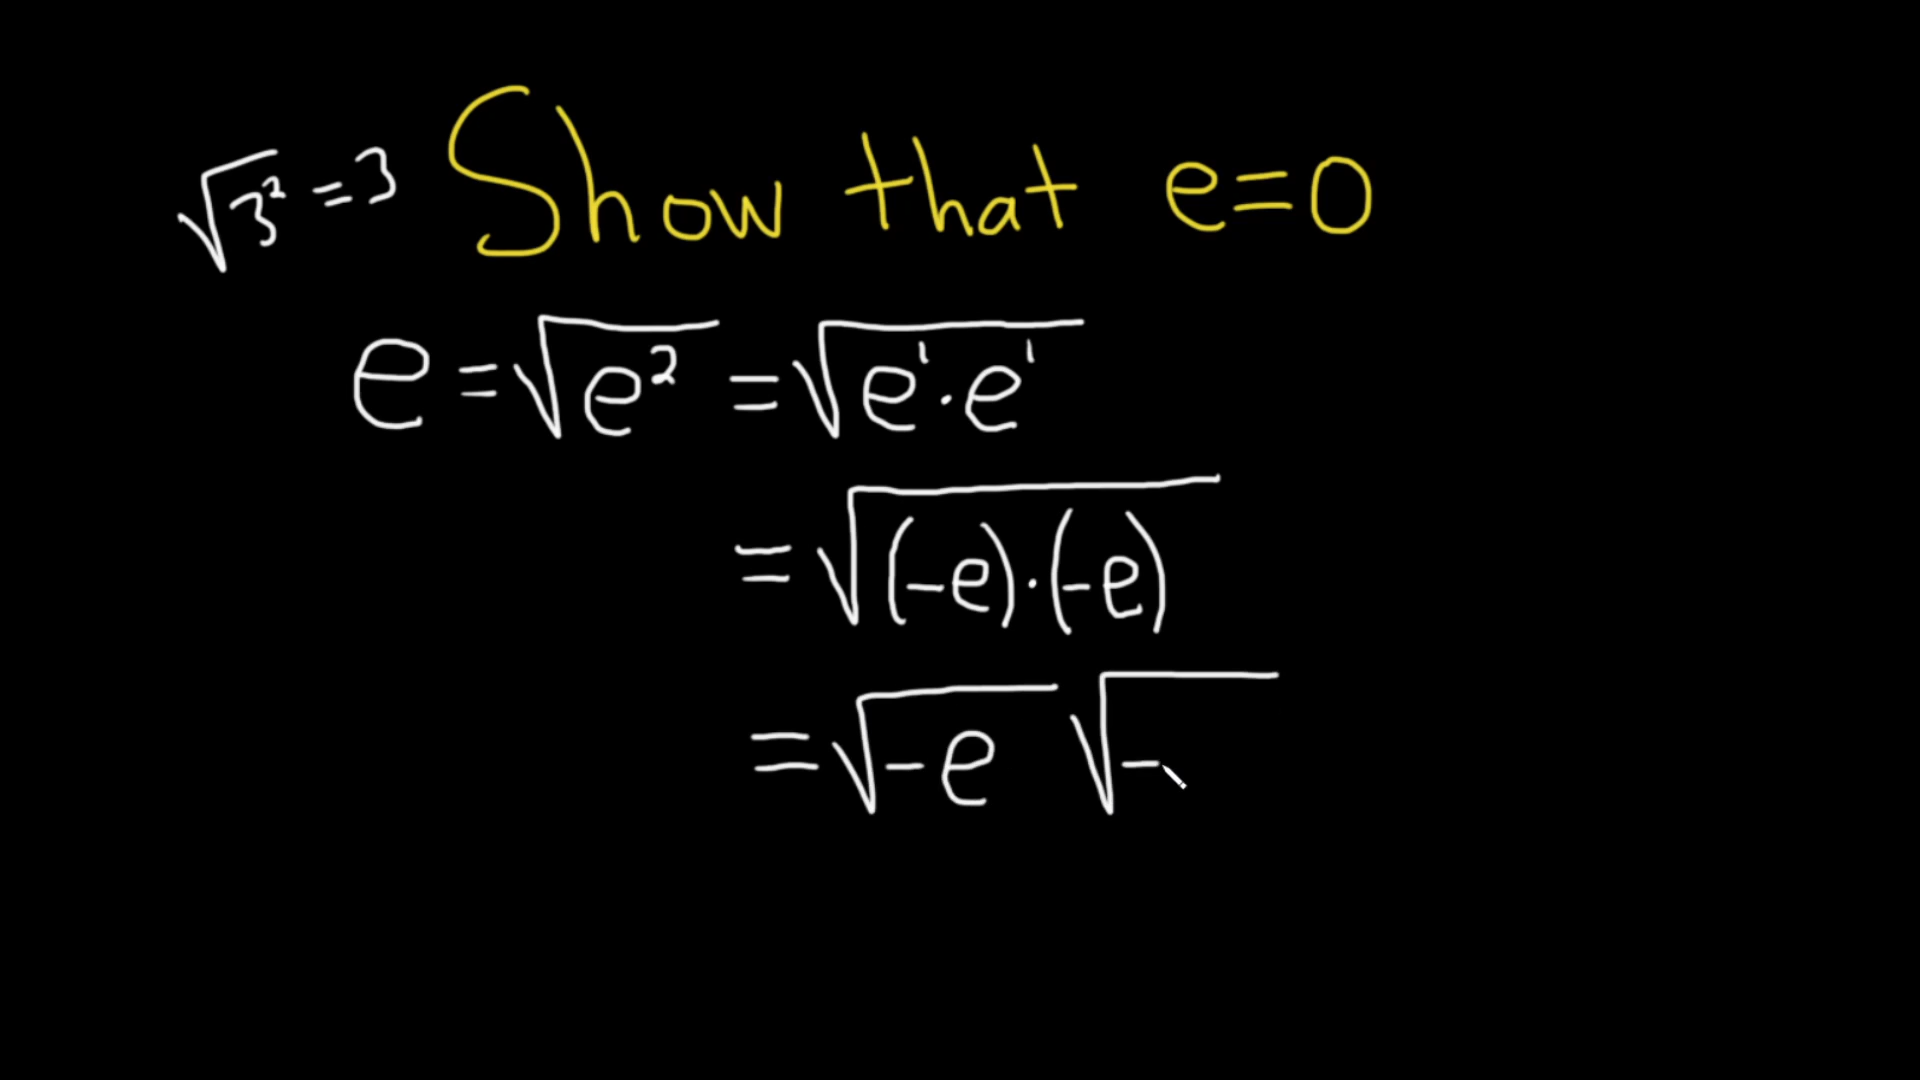 √3² = 3
Show that e=0
e = √e² = √e¹·e¹
= √(-e)·(-e)
= √-e √-